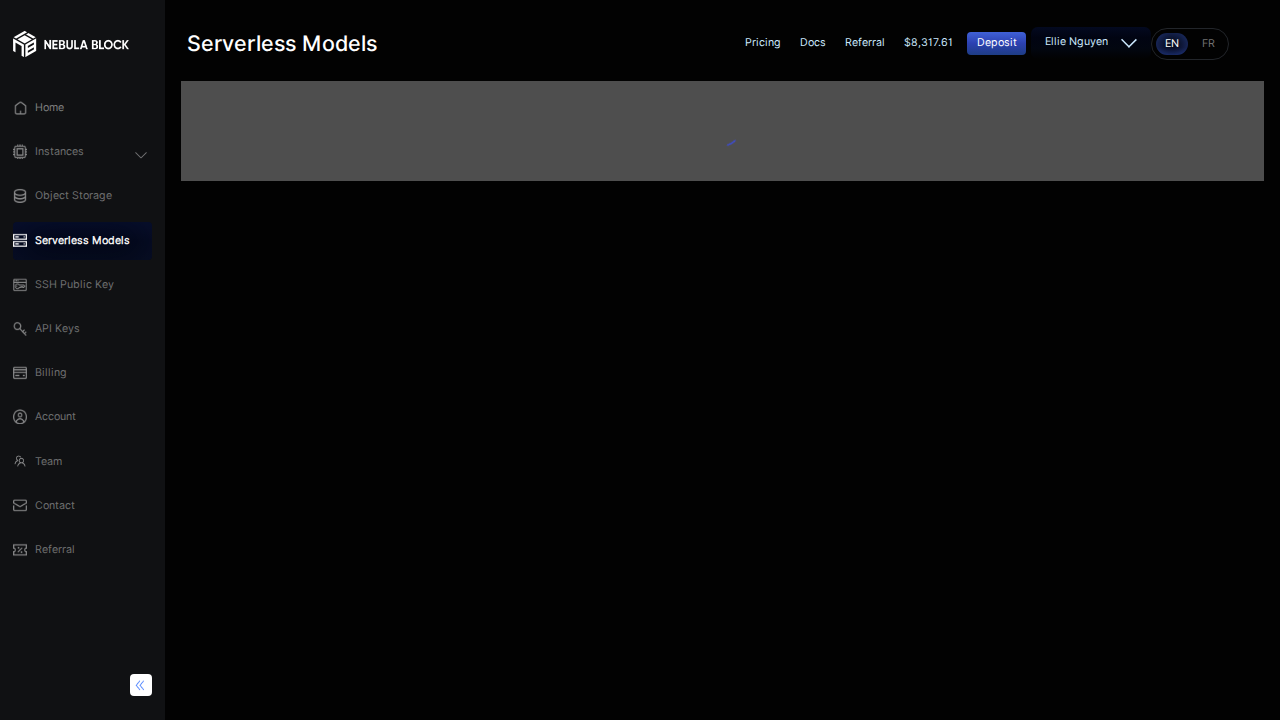 NEBULA BLOCK
Serverless Models
Pricing
Docs
Referral
$8,317.61
Deposit
Ellie Nguyen
EN
FR
Home
Instances
Object Storage
Serverless Models
SSH Public Key
API Keys
Billing
Account
Team
Contact
Referral